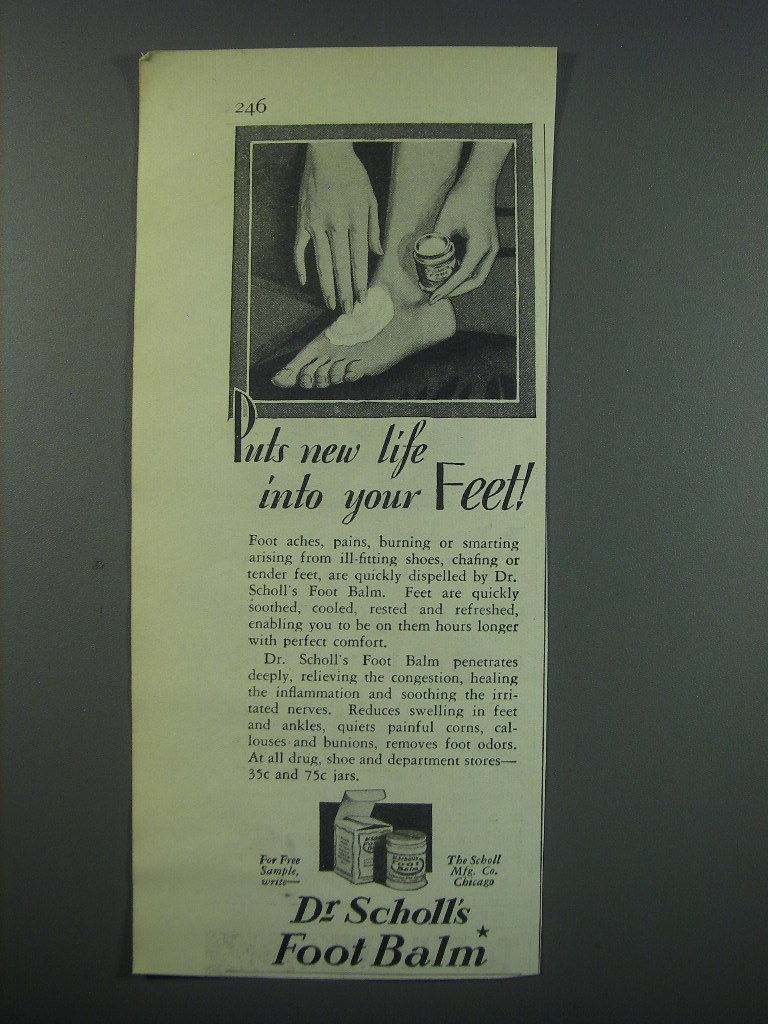 246
Puts new life
into your Feet!
Foot aches, pains, burning or smarting
arising from ill-fitting shoes, chafing or
tender feet, are quickly dispelled by Dr.
Scholl's Foot Balm. Feet are quickly
soothed, cooled, rested and refreshed,
enabling you to be on them hours longer
with perfect comfort.
Dr. Scholl's Foot Balm penetrates
deeply, relieving the congestion, healing
the inflammation and soothing the irri-
tated nerves. Reduces swelling in feet
and ankles, quiets painful corns, cal-
louses and bunions, removes foot odors.
At all drug, shoe and department stores—
35c and 75c jars.
For Free
Sample,
write—
Dr Scholl's
Foot
Balm
The Scholl
Mfg. Co.
Chicago
Dr Scholl's
Foot Balm*